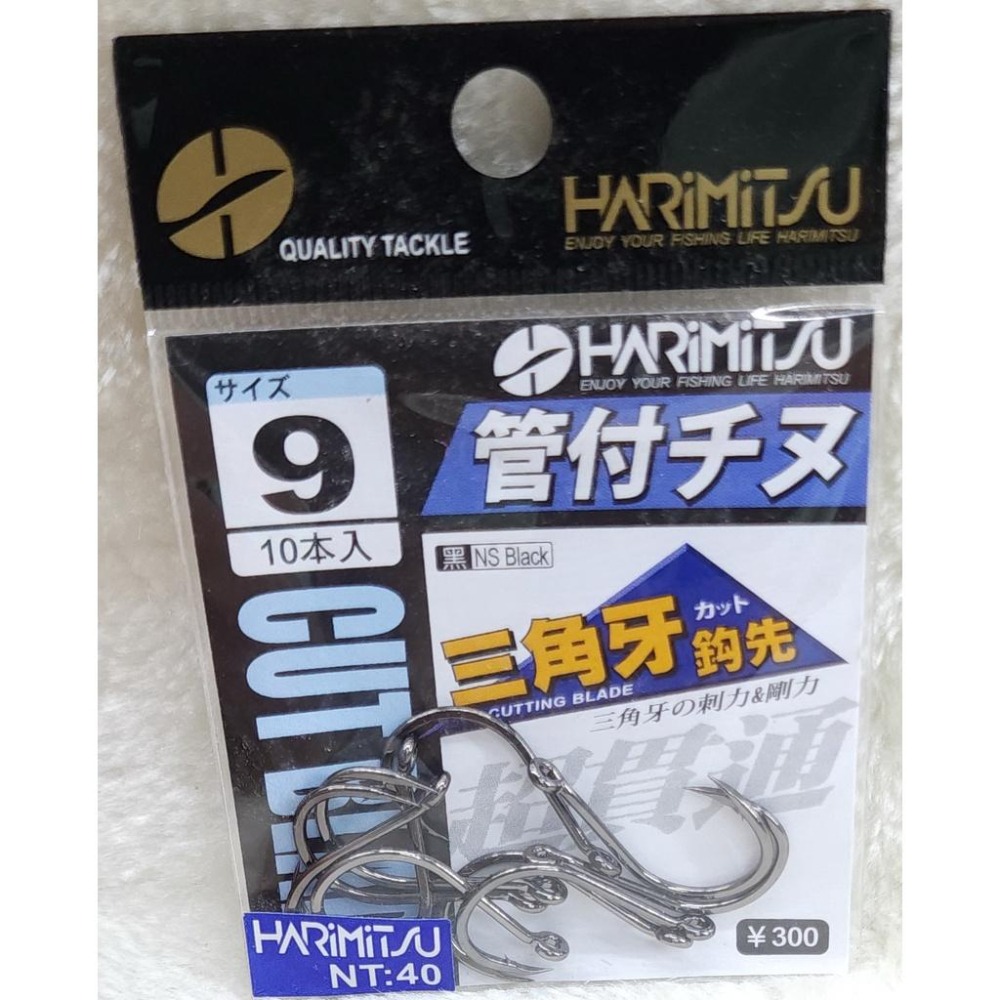 QUALITY TACKLE
HARiMiTSU
ENJOY YOUR FISHING LIFE HARIMITSU
HARiMiTSU
ENJOY YOUR FISHING LIFE HARIMITSU
サイズ
9
10本入
管付チヌ
黑 NS Black
三角牙 カット 鈎先
CUTTING BLADE
三角牙の刺力&剛力
超貫通
CUT
¥300
HARiMiTSU
NT:40